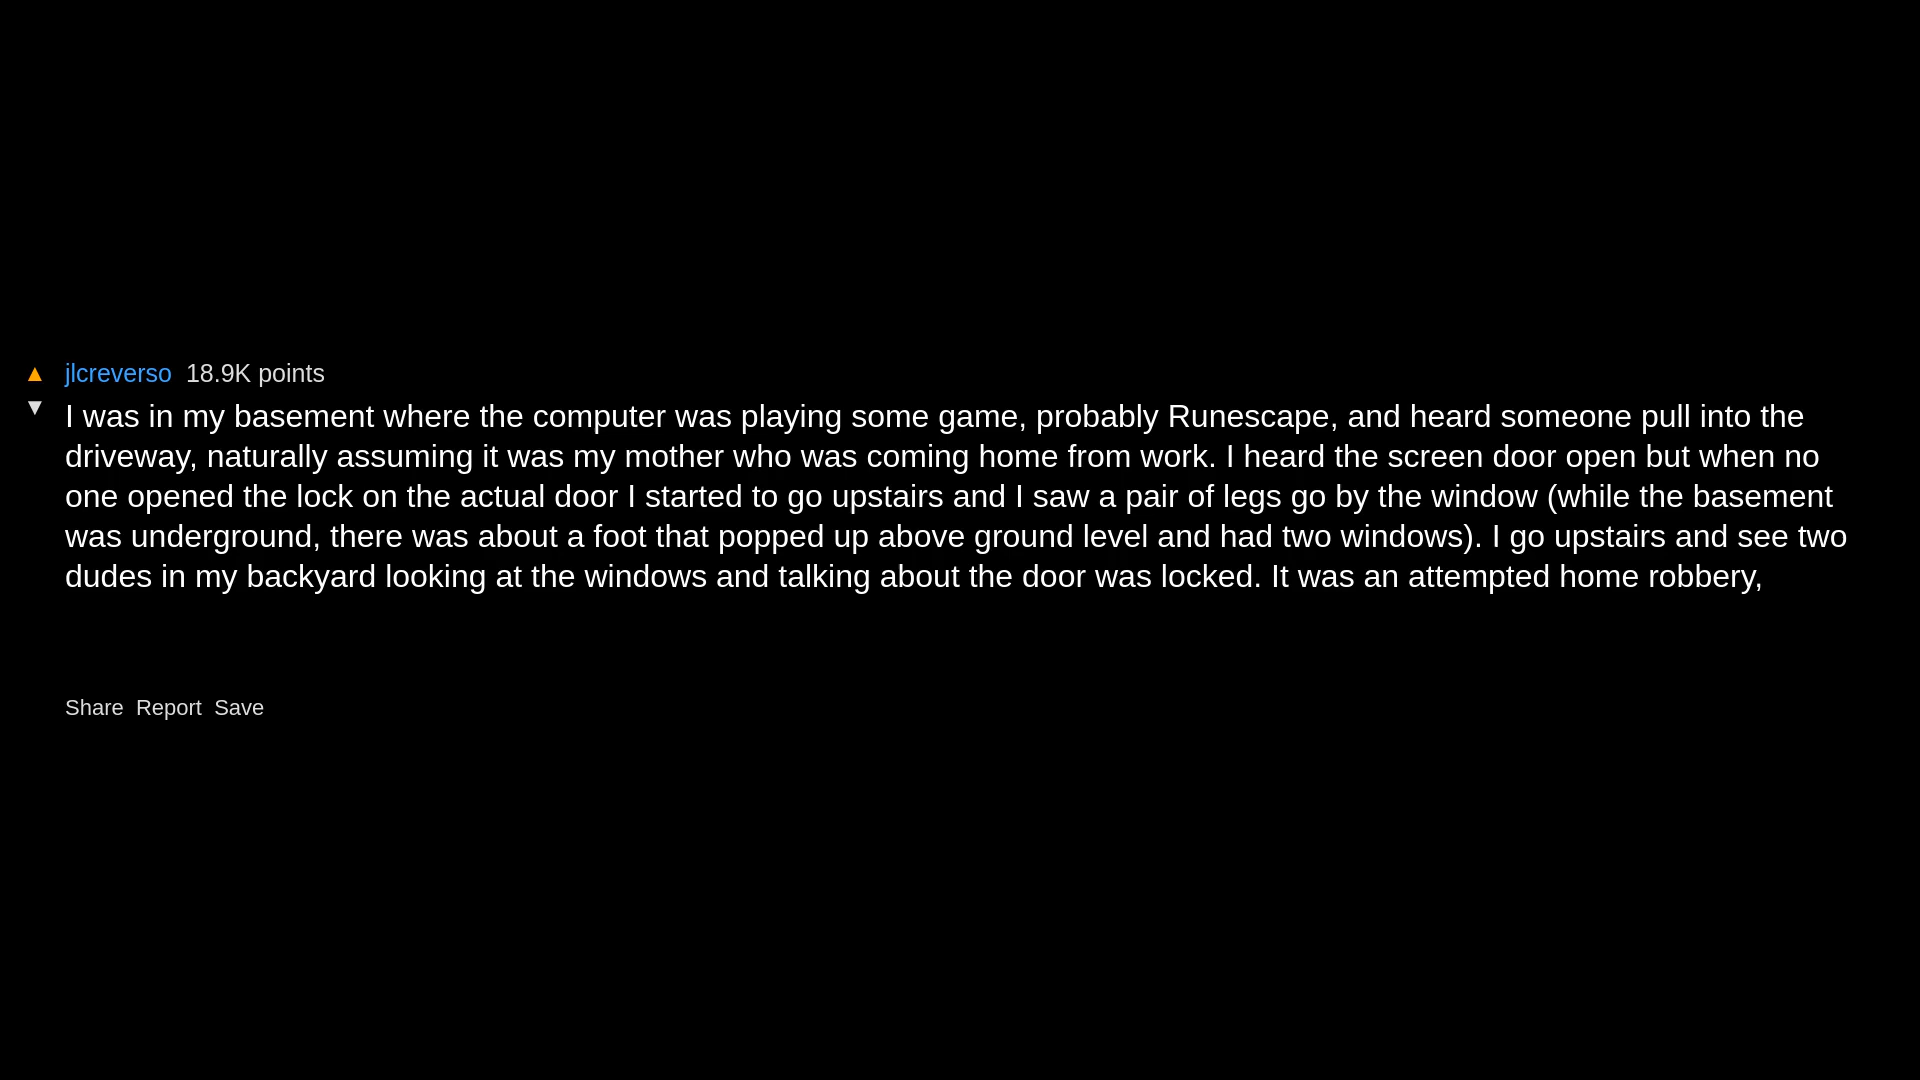 ▲ jlcreverso 18.9K points
▼
I was in my basement where the computer was playing some game, probably Runescape, and heard someone pull into the
driveway, naturally assuming it was my mother who was coming home from work. I heard the screen door open but when no
one opened the lock on the actual door I started to go upstairs and I saw a pair of legs go by the window (while the basement
was underground, there was about a foot that popped up above ground level and had two windows). I go upstairs and see two
dudes in my backyard looking at the windows and talking about the door was locked. It was an attempted home robbery,
Share Report Save